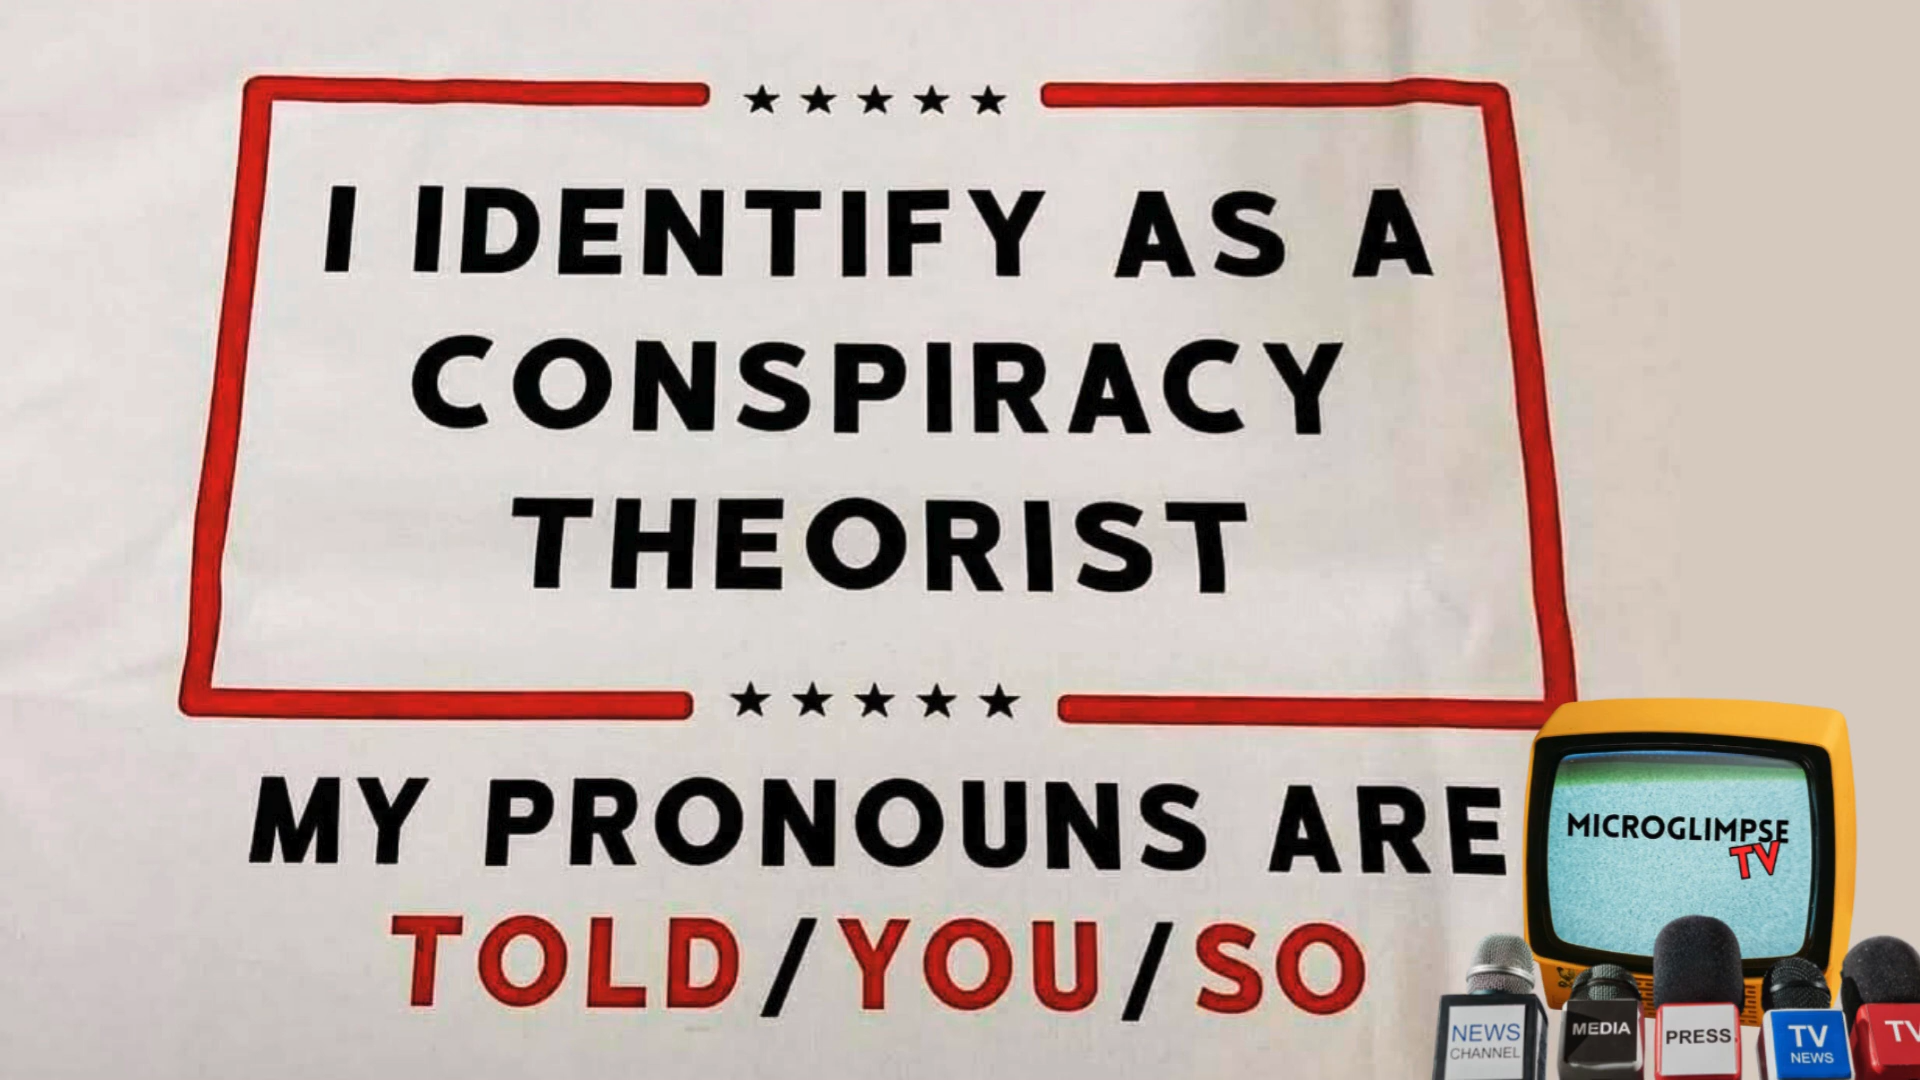 I IDENTIFY AS A
CONSPIRACY
THEORIST
MY PRONOUNS ARE
TOLD/YOU/SO
MICROGLIMPSE
TV
NEWS
CHANNEL
MEDIA
PRESS
TV
NEWS
TV